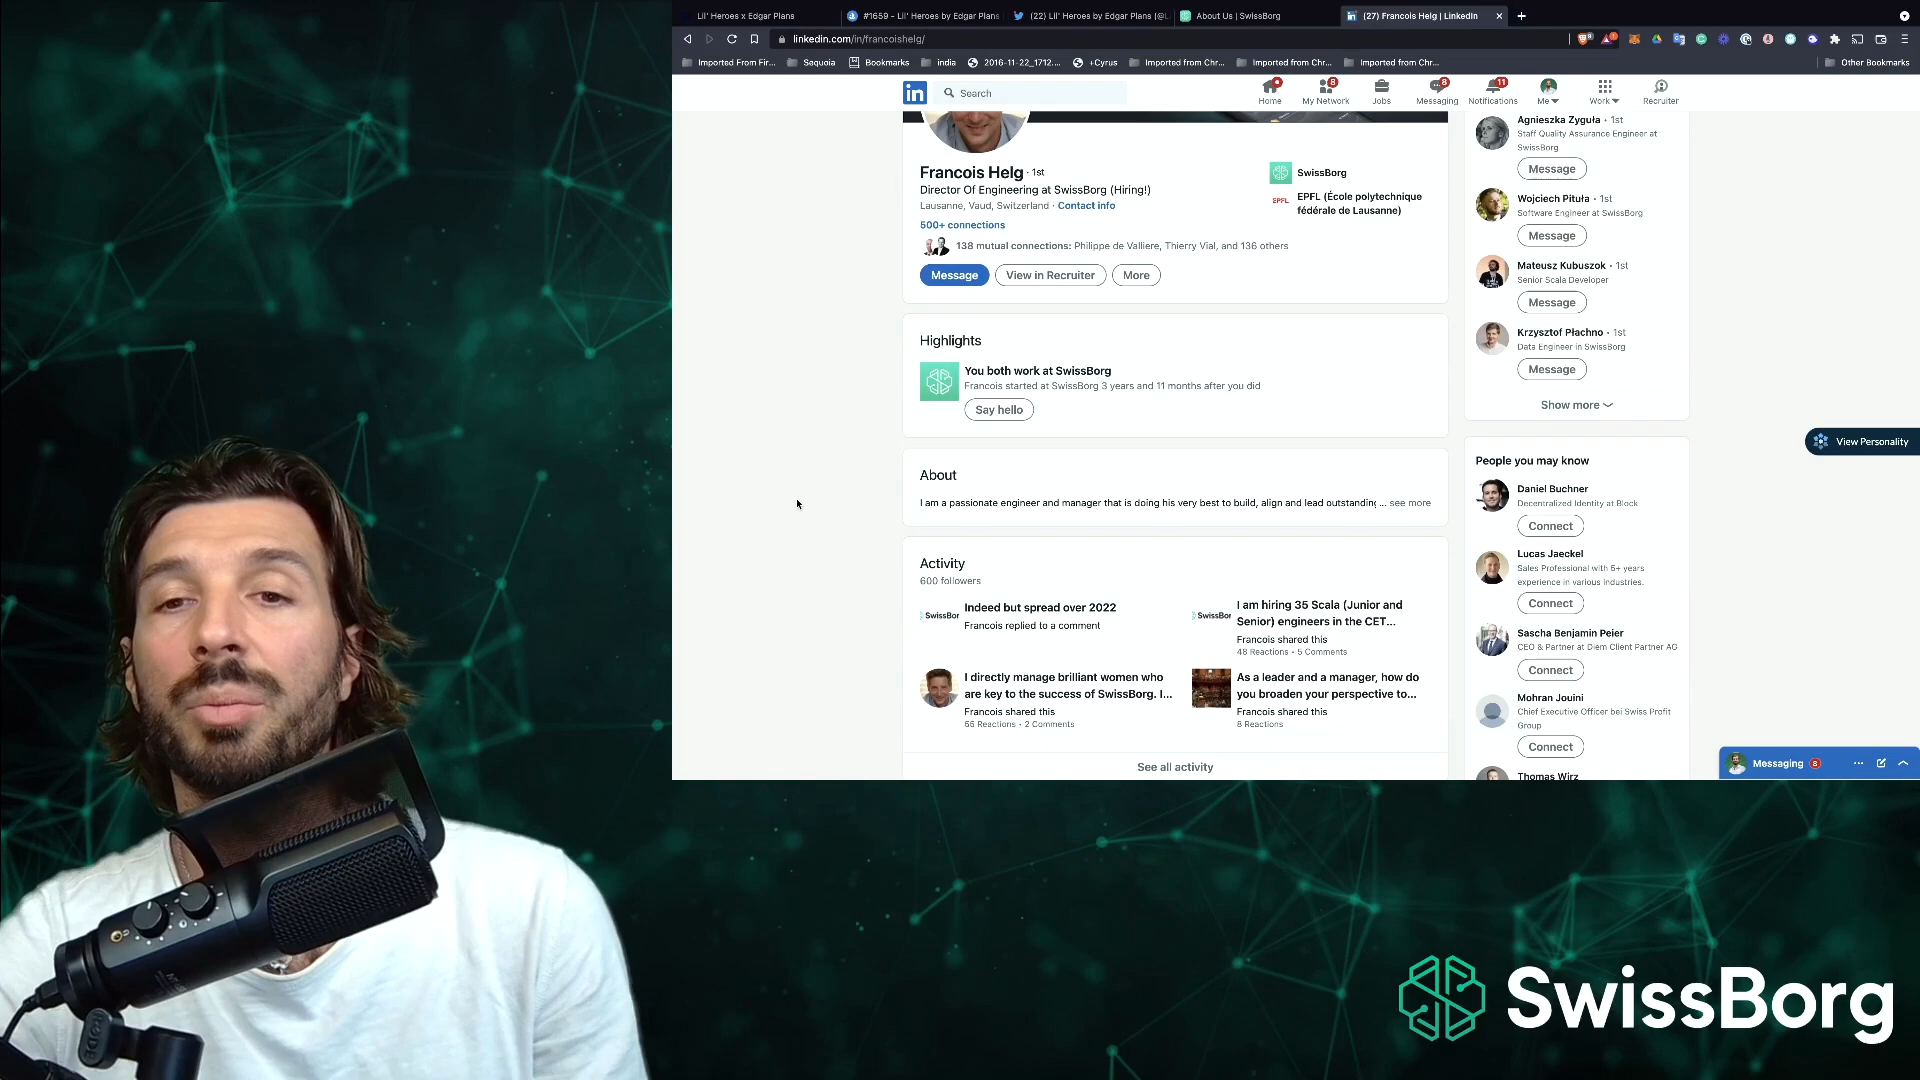 Lil' Heroes x Edgar Plans
#1659 - Lil' Heroes by Edgar Plans
(22) Lil' Heroes by Edgar Plans (@L
About Us | SwissBorg
(27) Francois Helg | LinkedIn
linkedin.com/in/francoishelg/
Imported From Fir...
Sequoia
Bookmarks
india
2016-11-22_1712....
+Cyrus
Imported from Chr...
Imported from Chr...
Imported from Chr...
Other Bookmarks
in
Search
Home
8
My Network
Jobs
8
Messaging
11
Notifications
Me
Work
Recruiter
Francois Helg · 1st
Director Of Engineering at SwissBorg (Hiring!)
Lausanne, Vaud, Switzerland · Contact info
500+ connections
138 mutual connections: Philippe de Valliere, Thierry Vial, and 136 others
Message
View in Recruiter
More
SwissBorg
EPFL
EPFL (École polytechnique
fédérale de Lausanne)
Highlights
You both work at SwissBorg
Francois started at SwissBorg 3 years and 11 months after you did
Say hello
About
I am a passionate engineer and manager that is doing his very best to build, align and lead outstanding ... see more
Activity
600 followers
SwissBor
Indeed but spread over 2022
Francois replied to a comment
SwissBor
I am hiring 35 Scala (Junior and
Senior) engineers in the CET...
Francois shared this
48 Reactions · 5 Comments
I directly manage brilliant women who
are key to the success of SwissBorg. I...
Francois shared this
55 Reactions · 2 Comments
As a leader and a manager, how do
you broaden your perspective to...
Francois shared this
8 Reactions
See all activity
Agnieszka Zyguła · 1st
Staff Quality Assurance Engineer at
SwissBorg
Message
Wojciech Pituła · 1st
Software Engineer at SwissBorg
Message
Mateusz Kubuszok · 1st
Senior Scala Developer
Message
Krzysztof Płachno · 1st
Data Engineer in SwissBorg
Message
Show more
People you may know
Daniel Buchner
Decentralized Identity at Block
Connect
Lucas Jaeckel
Sales Professional with 5+ years
experience in various industries.
Connect
Sascha Benjamin Peier
CEO & Partner at Diem Client Partner AG
Connect
Mohran Jouini
Chief Executive Officer bei Swiss Profit
Group
Connect
Thomas Wirz
View Personality
Messaging 8
RODE
SwissBorg